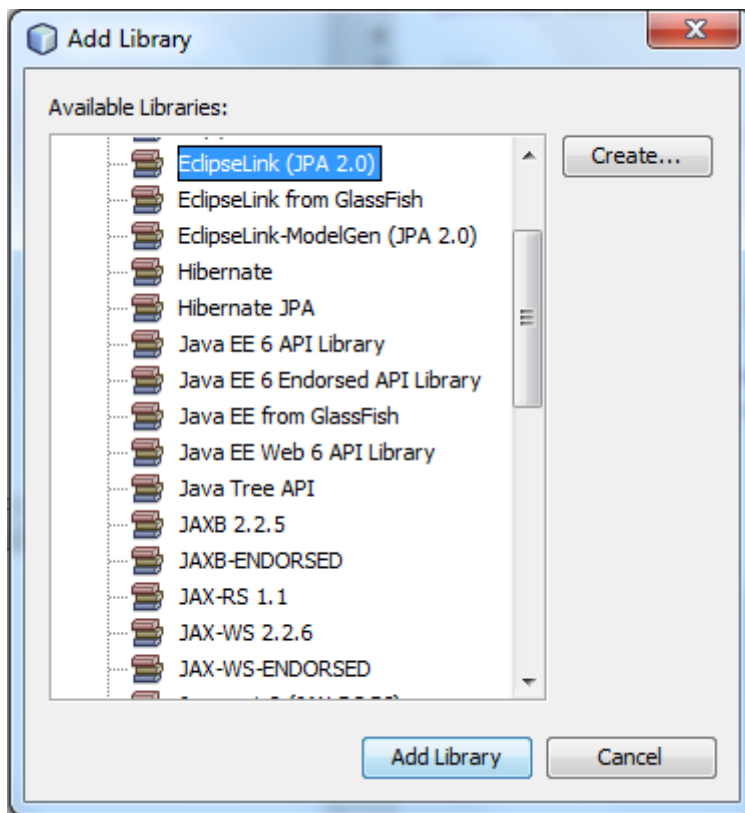 Add Library
Available Libraries:
Create...
EclipseLink (JPA 2.0)
EclipseLink from GlassFish
EclipseLink-ModelGen (JPA 2.0)
Hibernate
Hibernate JPA
Java EE 6 API Library
Java EE 6 Endorsed API Library
Java EE from GlassFish
Java EE Web 6 API Library
Java Tree API
JAXB 2.2.5
JAXB-ENDORSED
JAX-RS 1.1
JAX-WS 2.2.6
JAX-WS-ENDORSED
Add Library
Cancel